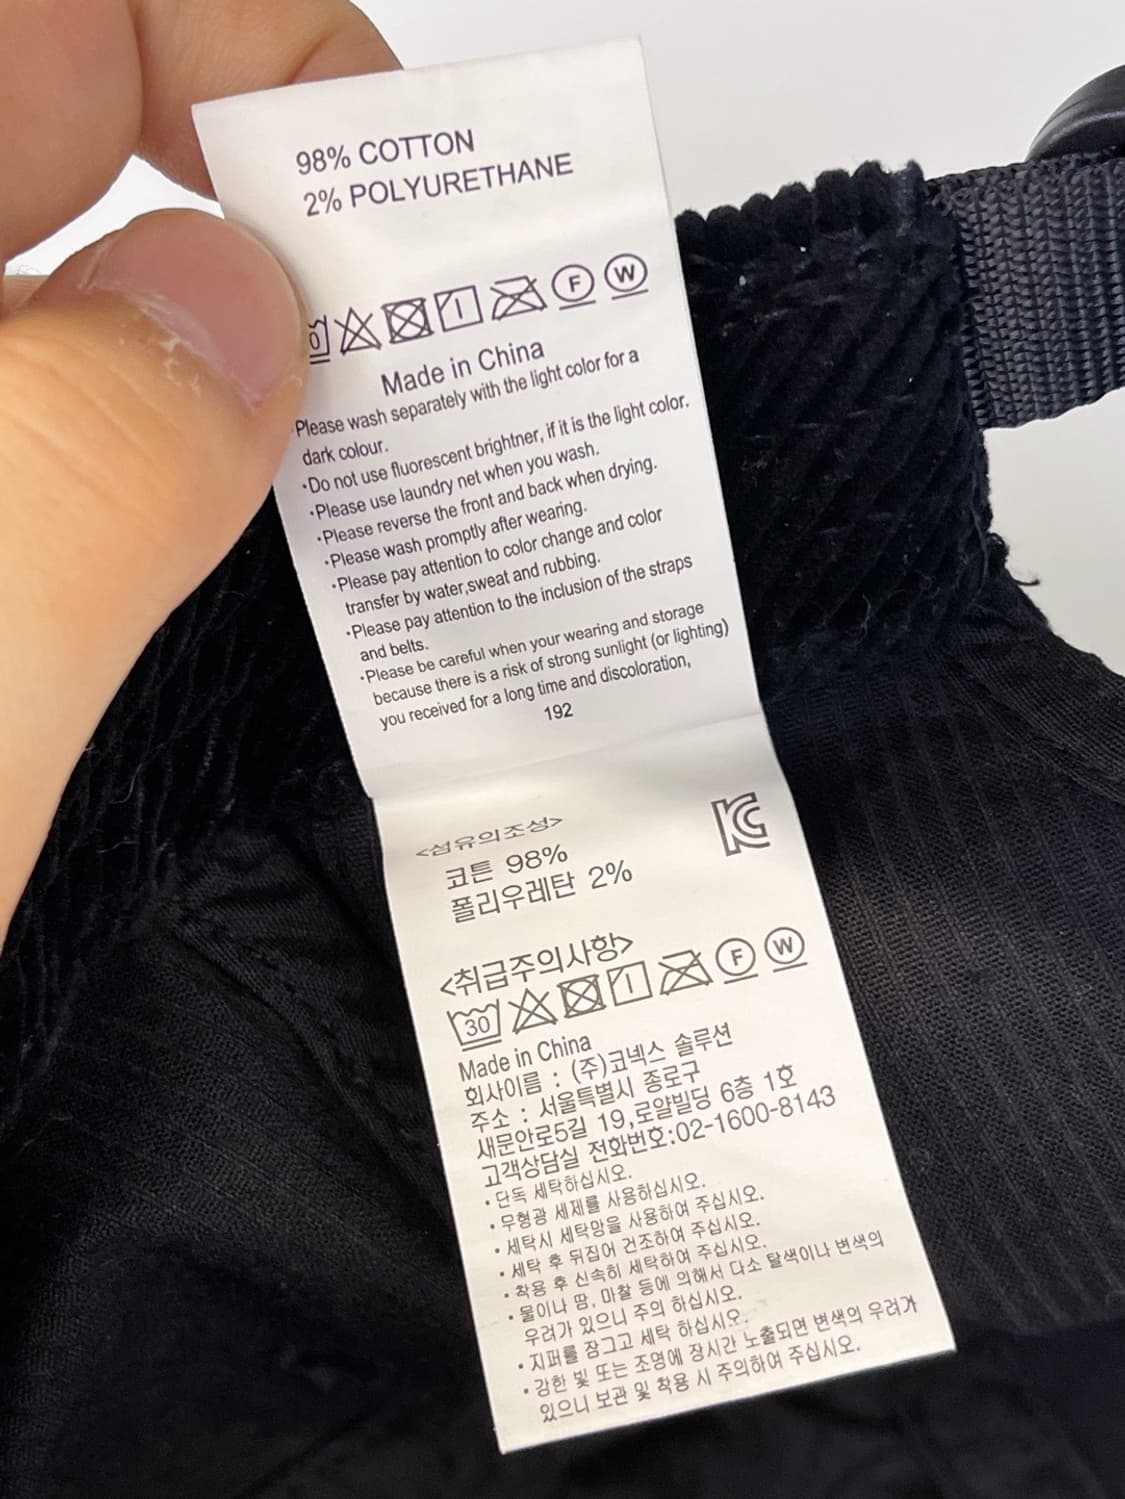 98% COTTON
2% POLYURETHANE
F W
Made in China
·Please wash separately with the light color for a
dark colour.
·Do not use fluorescent brightner, if it is the light color.
·Please use laundry net when you wash.
·Please reverse the front and back when drying.
·Please wash promptly after wearing.
·Please pay attention to color change and color
transfer by water,sweat and rubbing.
·Please pay attention to the inclusion of the straps
and belts.
·Please be careful when your wearing and storage
because there is a risk of strong sunlight (or lighting)
you received for a long time and discoloration,
192
<섬유의조성>
코튼 98%
폴리우레탄 2%
<취급주의사항>
30 F W
Made in China
회사이름 : (주)코넥스 솔루션
주소 : 서울특별시 종로구
새문안로5길 19,로얄빌딩 6층 1호
고객상담실 전화번호:02-1600-8143
·단독 세탁하십시오.
·무형광 세제를 사용하십시오.
·세탁시 세탁망을 사용하여 주십시오.
·세탁 후 뒤집어 건조하여 주십시오.
·착용 후 신속히 세탁하여 주십시오.
·물이나 땀, 마찰 등에 의해서 다소 탈색이나 변색의
우려가 있으니 주의 하십시오.
·지퍼를 잠그고 세탁 하십시오.
·강한 빛 또는 조명에 장시간 노출되면 변색의 우려가
있으니 보관 및 착용 시 주의하여 주십시오.